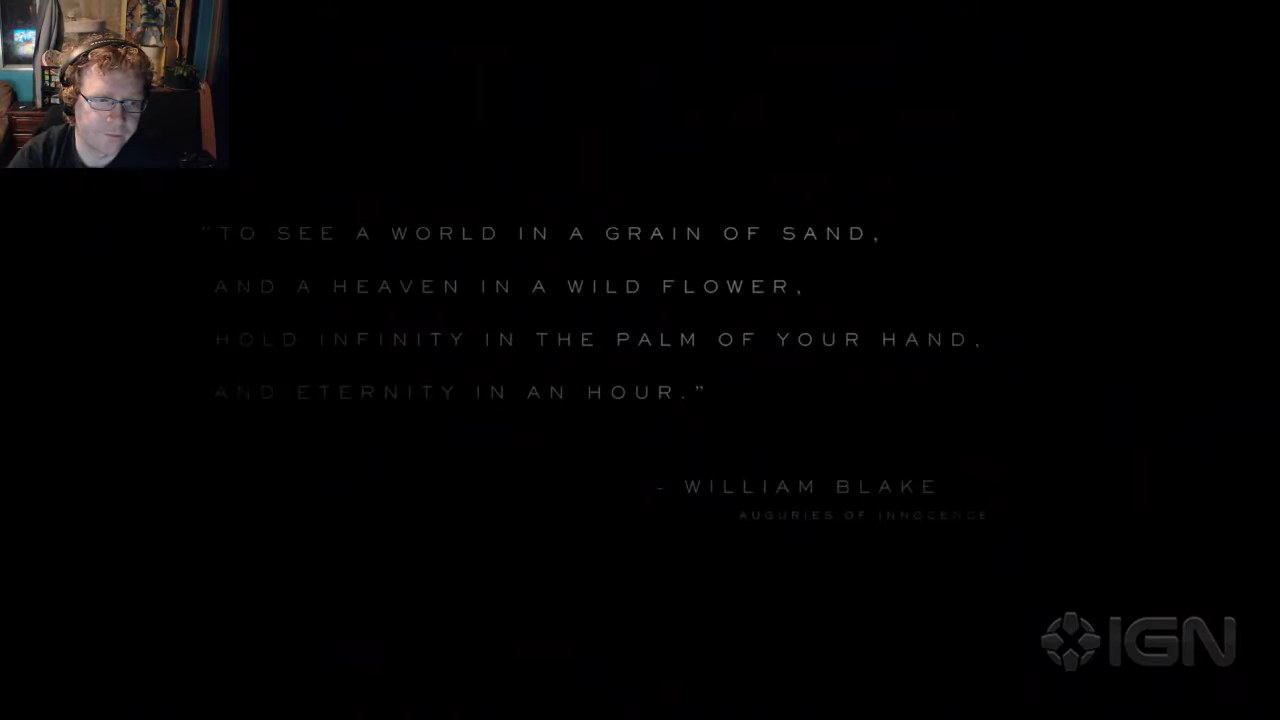 "TO SEE A WORLD IN A GRAIN OF SAND,
AND A HEAVEN IN A WILD FLOWER,
HOLD INFINITY IN THE PALM OF YOUR HAND,
AND ETERNITY IN AN HOUR."
- WILLIAM BLAKE
AUGURIES OF INNOCENCE
IGN